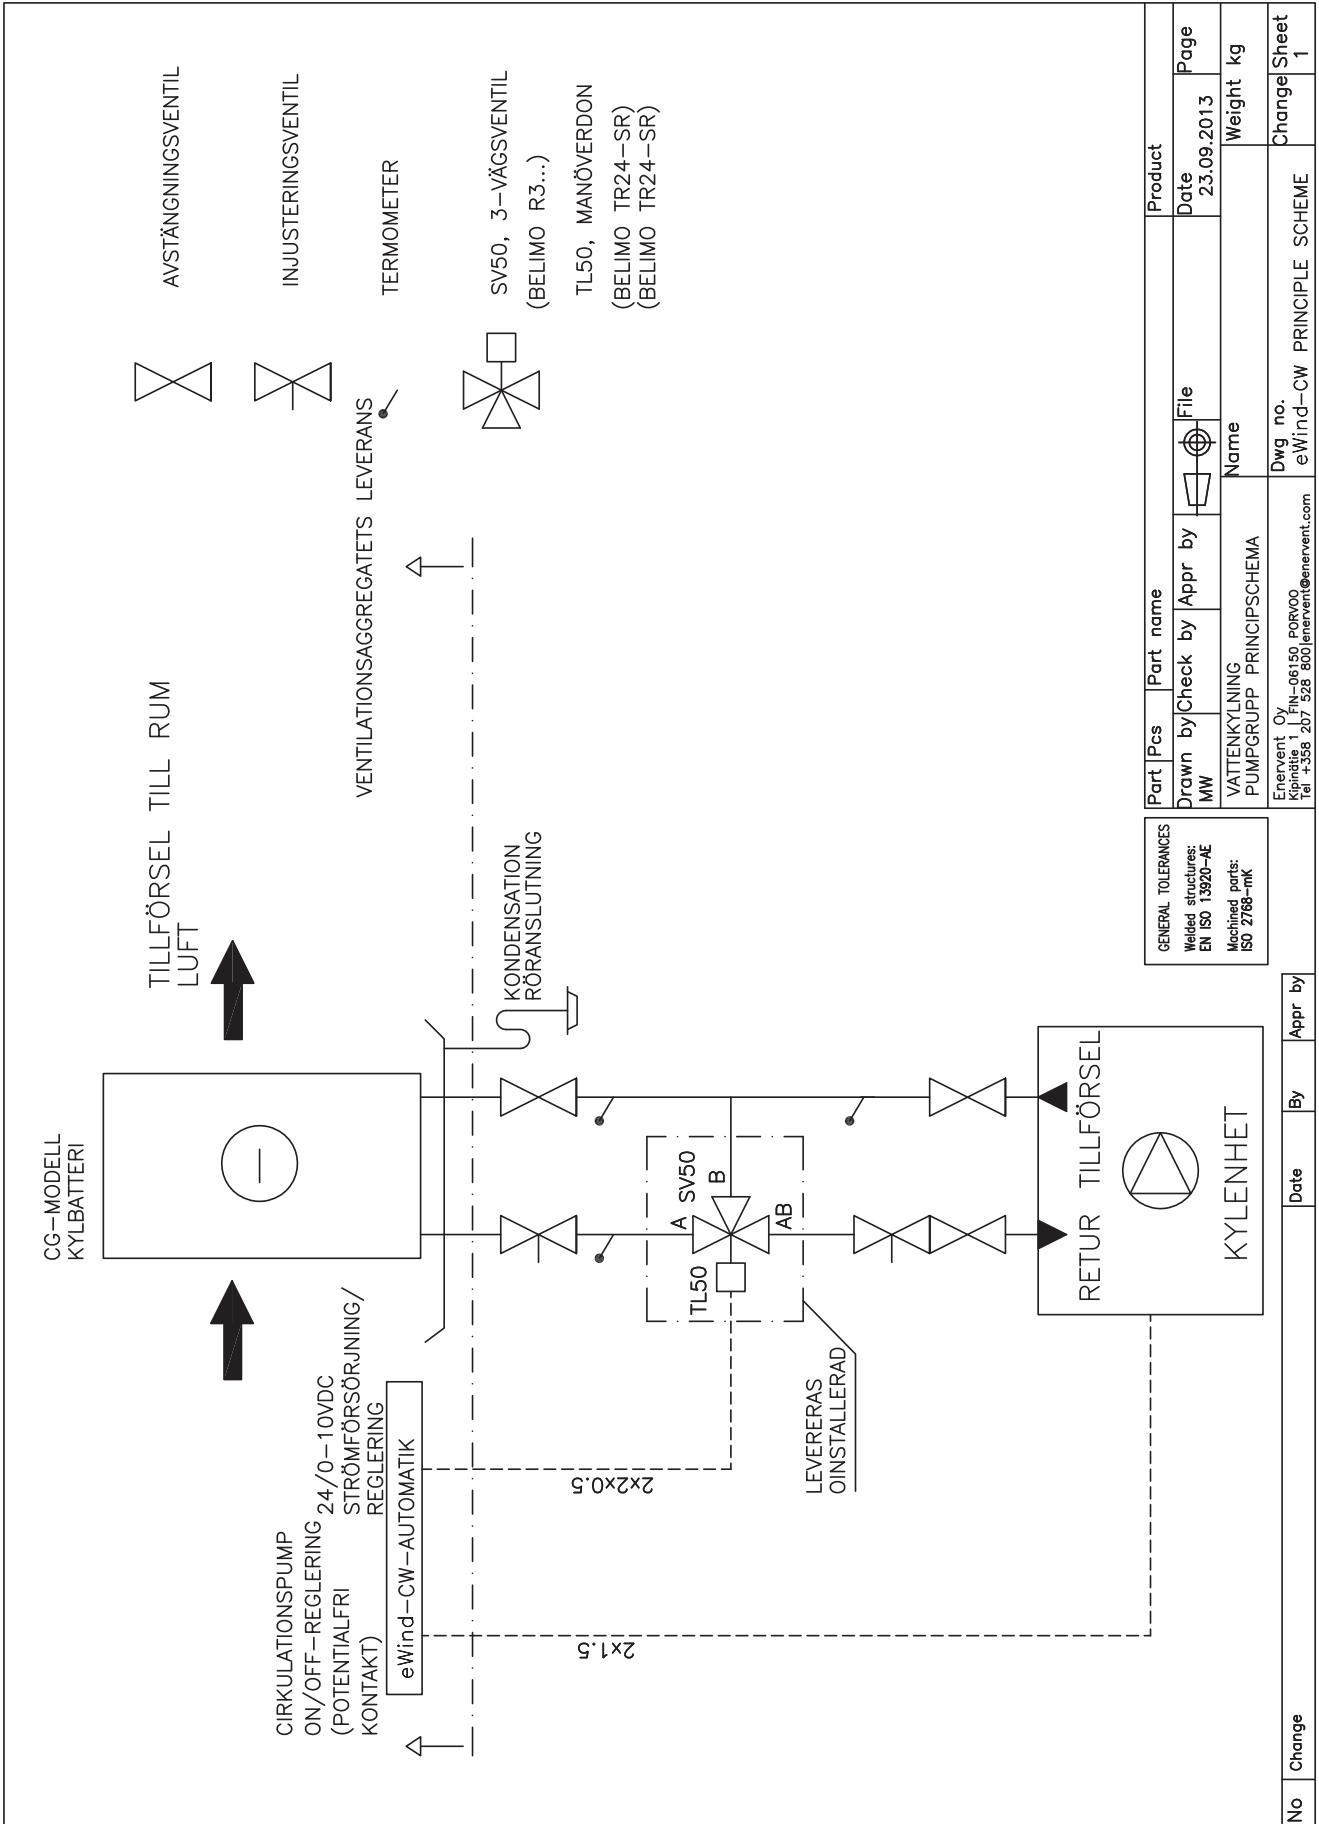 CG-MODELL
KYLBATTERI
TILLFÖRSEL TILL RUM
LUFT
AVSTÄNGNINGSVENTIL
INJUSTERINGSVENTIL
TERMOMETER
SV50, 3-VÄGSVENTIL
(BELIMO R3...)
TL50, MANÖVERDON
(BELIMO TR24-SR)
(BELIMO TR24-SR)
VENTILATIONSAGGREGATETS LEVERANS
CIRKULATIONSPUMP
ON/OFF-REGLERING
(POTENTIALFRI
KONTAKT)
24/0-10VDC
STRÖMFÖRSÖRJNING/
REGLERING
eWind-CW-AUTOMATIK
KONDENSATION
RÖRANSLUTNING
2x2x0.5
2x1.5
A
SV50
B
TL50
AB
LEVERERAS
OINSTALLERAD
RETUR TILLFÖRSEL
KYLENHET
GENERAL TOLERANCES
Welded structures:
EN ISO 13920-AE
Machined parts:
ISO 2768-mK
Part
Pcs
Part name
Product
Drawn by
MW
Check by
Appr by
File
Date
23.09.2013
Page
VATTENKYLNING
PUMPGRUPP PRINCIPSCHEMA
Name
Weight kg
Enervent Oy
Kipinätie 1 | FIN-06150 PORVOO
Tel +358 207 528 800|enervent@enervent.com
Dwg no.
eWind-CW PRINCIPLE SCHEME
Change
Sheet
1
No
Change
Date
By
Appr by